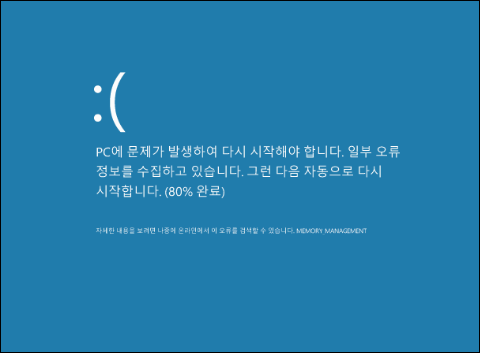 :(
PC에 문제가 발생하여 다시 시작해야 합니다. 일부 오류
정보를 수집하고 있습니다. 그런 다음 자동으로 다시
시작합니다. (80% 완료)
자세한 내용을 보려면 나중에 온라인에서 이 오류를 검색할 수 있습니다. MEMORY_MANAGEMENT